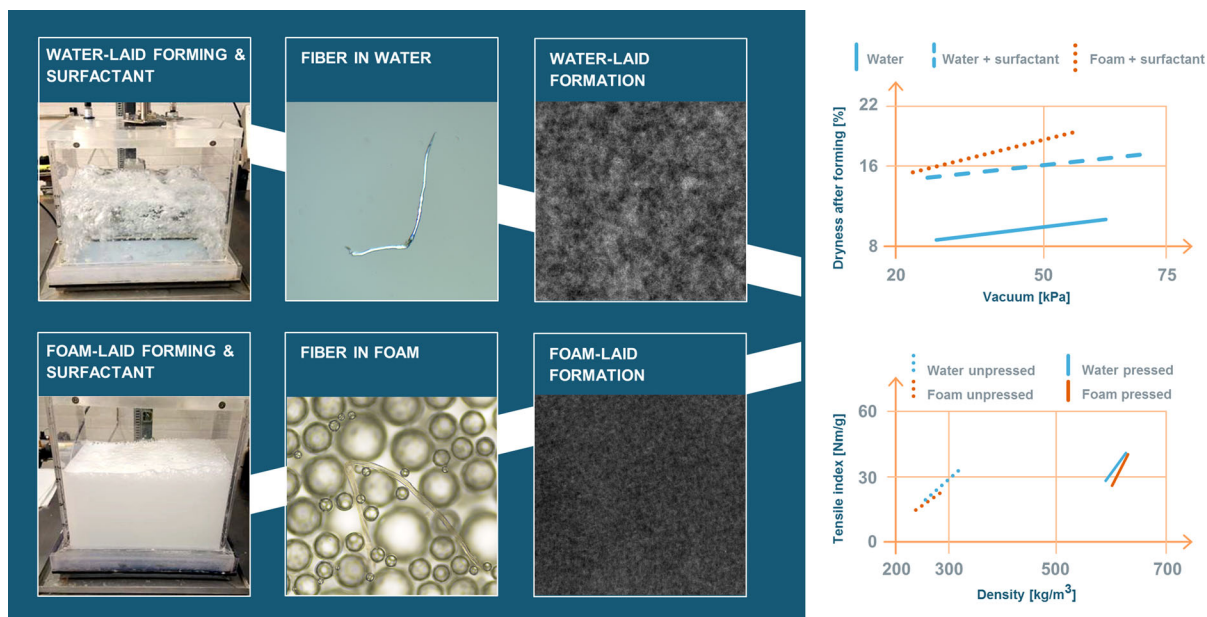 WATER-LAID FORMING &
SURFACTANT
FIBER IN WATER
WATER-LAID
FORMATION
FOAM-LAID FORMING &
SURFACTANT
FIBER IN FOAM
FOAM-LAID
FORMATION
Water
Water + surfactant
Foam + surfactant
Dryness after forming [%]
22
16
8
20
50
75
Vacuum [kPa]
Water unpressed
Water pressed
Foam unpressed
Foam pressed
Tensile index [Nm/g]
60
30
0
200
300
500
700
Density [kg/m³]